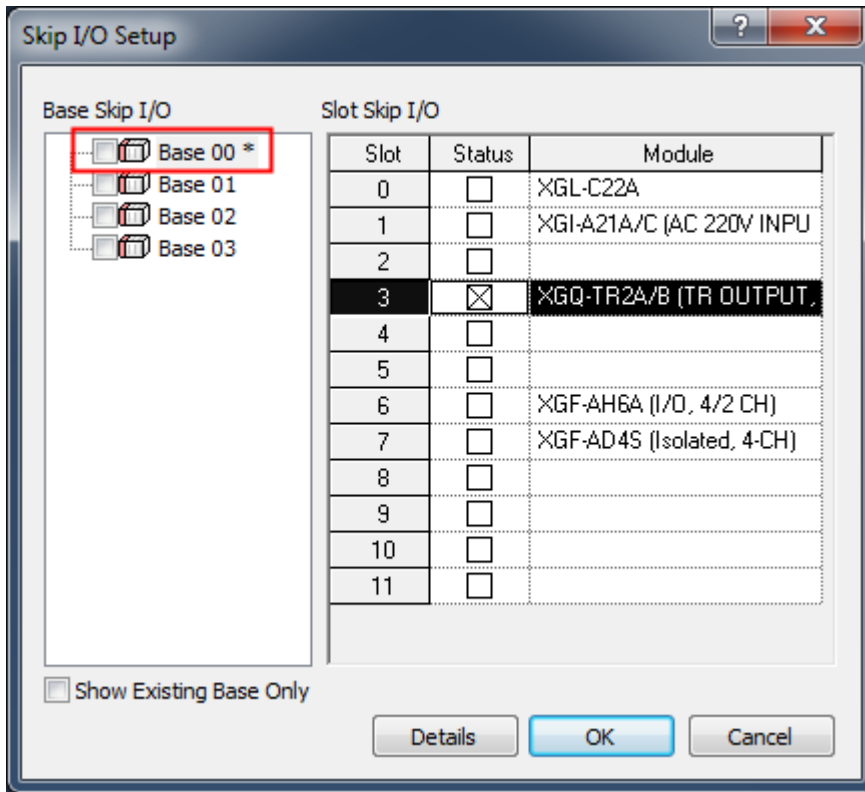 Skip I/O Setup
Base Skip I/O
Base 00 *
Base 01
Base 02
Base 03
Show Existing Base Only
Slot Skip I/O
Slot Status Module
0 XGL-C22A
1 XGI-A21A/C (AC 220V INPU
2
3 XGQ-TR2A/B (TR OUTPUT,
4
5
6 XGF-AH6A (I/O, 4/2 CH)
7 XGF-AD4S (Isolated, 4-CH)
8
9
10
11
Details OK Cancel